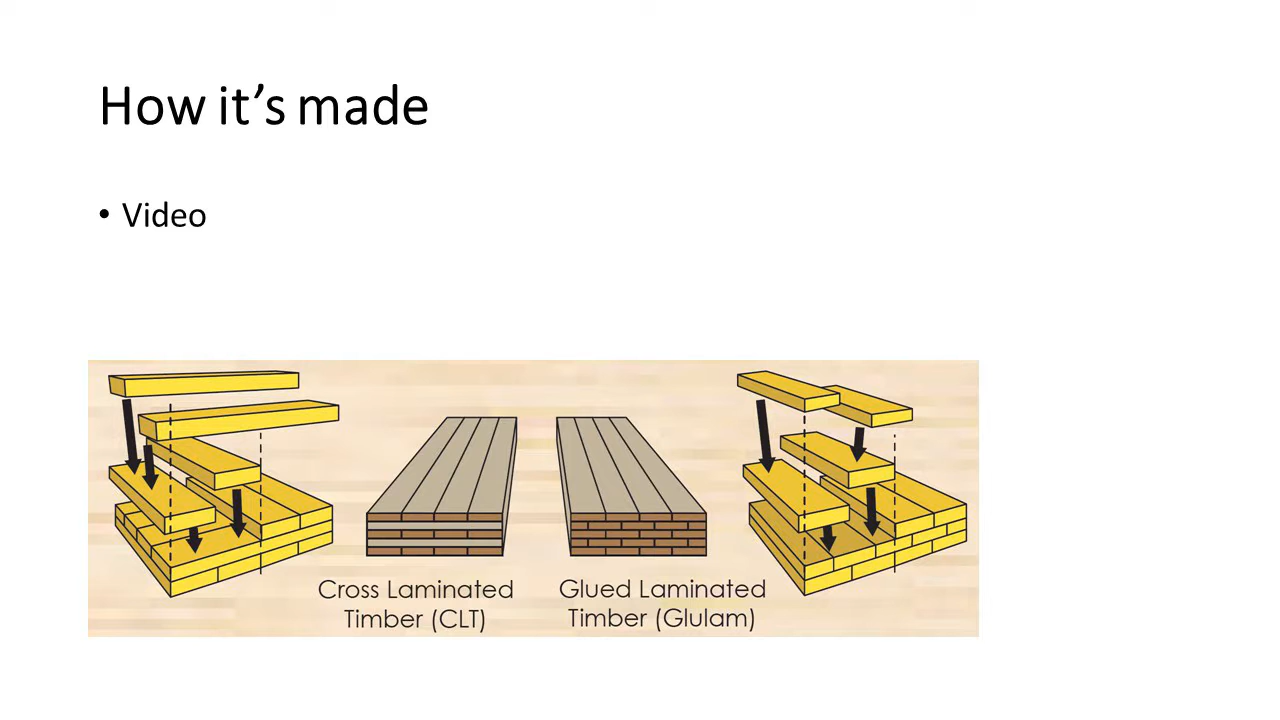 How it’s made
• Video
Cross Laminated
Timber (CLT)
Glued Laminated
Timber (Glulam)